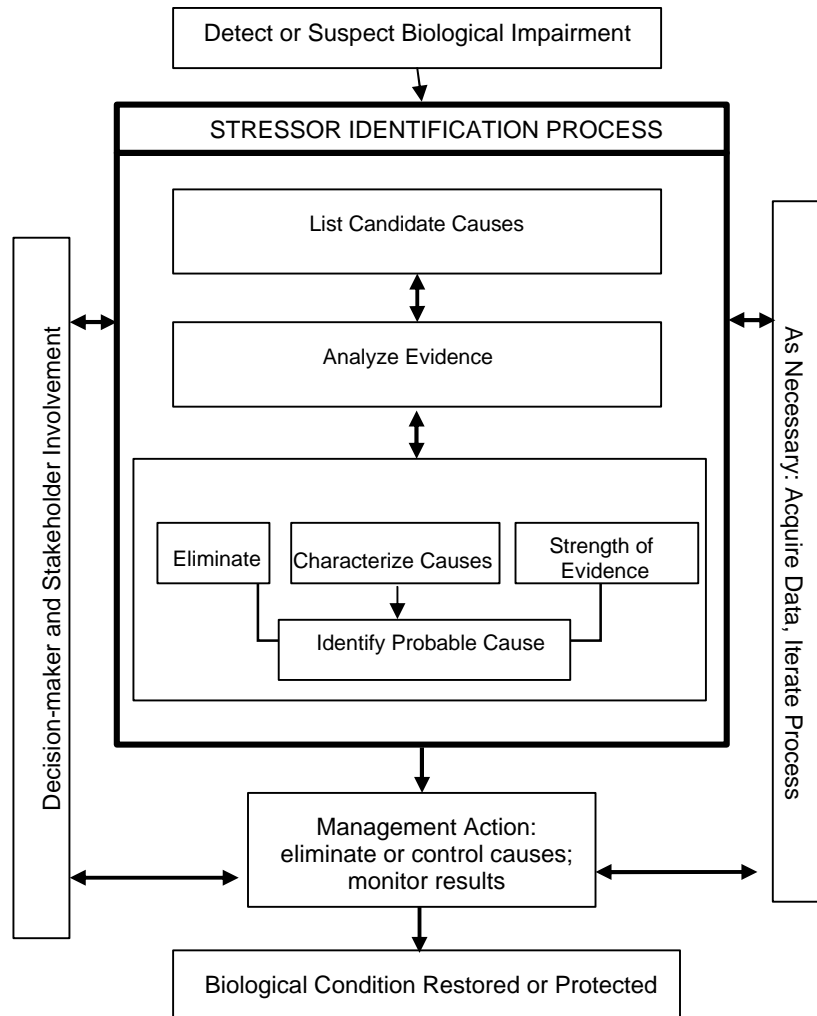 Detect or Suspect Biological Impairment
STRESSOR IDENTIFICATION PROCESS
List Candidate Causes
Analyze Evidence
Eliminate
Characterize Causes
Strength of
Evidence
Identify Probable Cause
Decision-maker and Stakeholder Involvement
As Necessary: Acquire Data, Iterate Process
Management Action:
eliminate or control causes;
monitor results
Biological Condition Restored or Protected